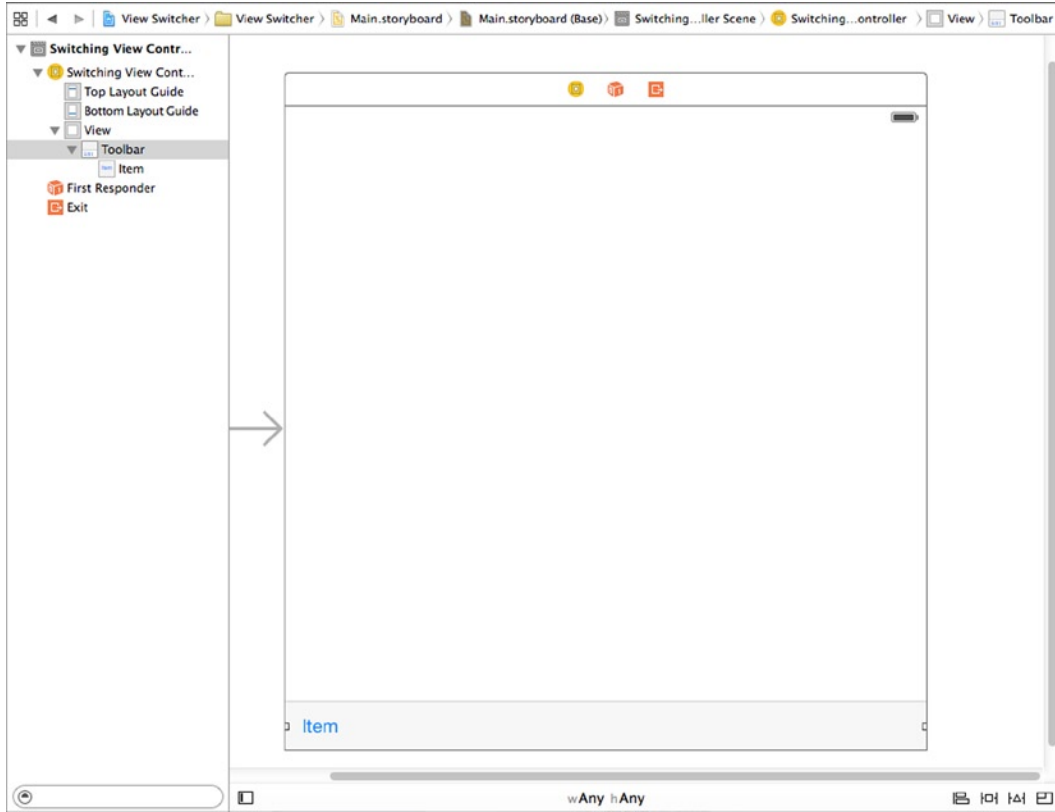 View Switcher 〉 View Switcher 〉 Main.storyboard 〉 Main.storyboard (Base) 〉 Switching...ller Scene 〉 Switching...ontroller 〉 View 〉 Toolbar
Switching View Contr...
Switching View Cont...
Top Layout Guide
Bottom Layout Guide
View
Toolbar
Item
First Responder
Exit
Item
wAny hAny